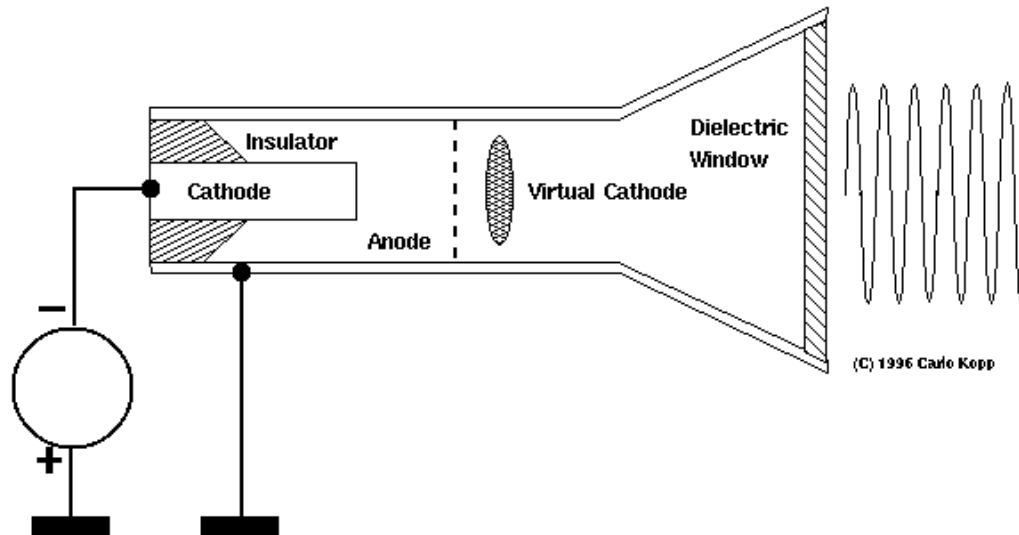 Insulator
Cathode
Anode
Virtual Cathode
Dielectric
Window
−
+
(C) 1996 Carlo Kopp